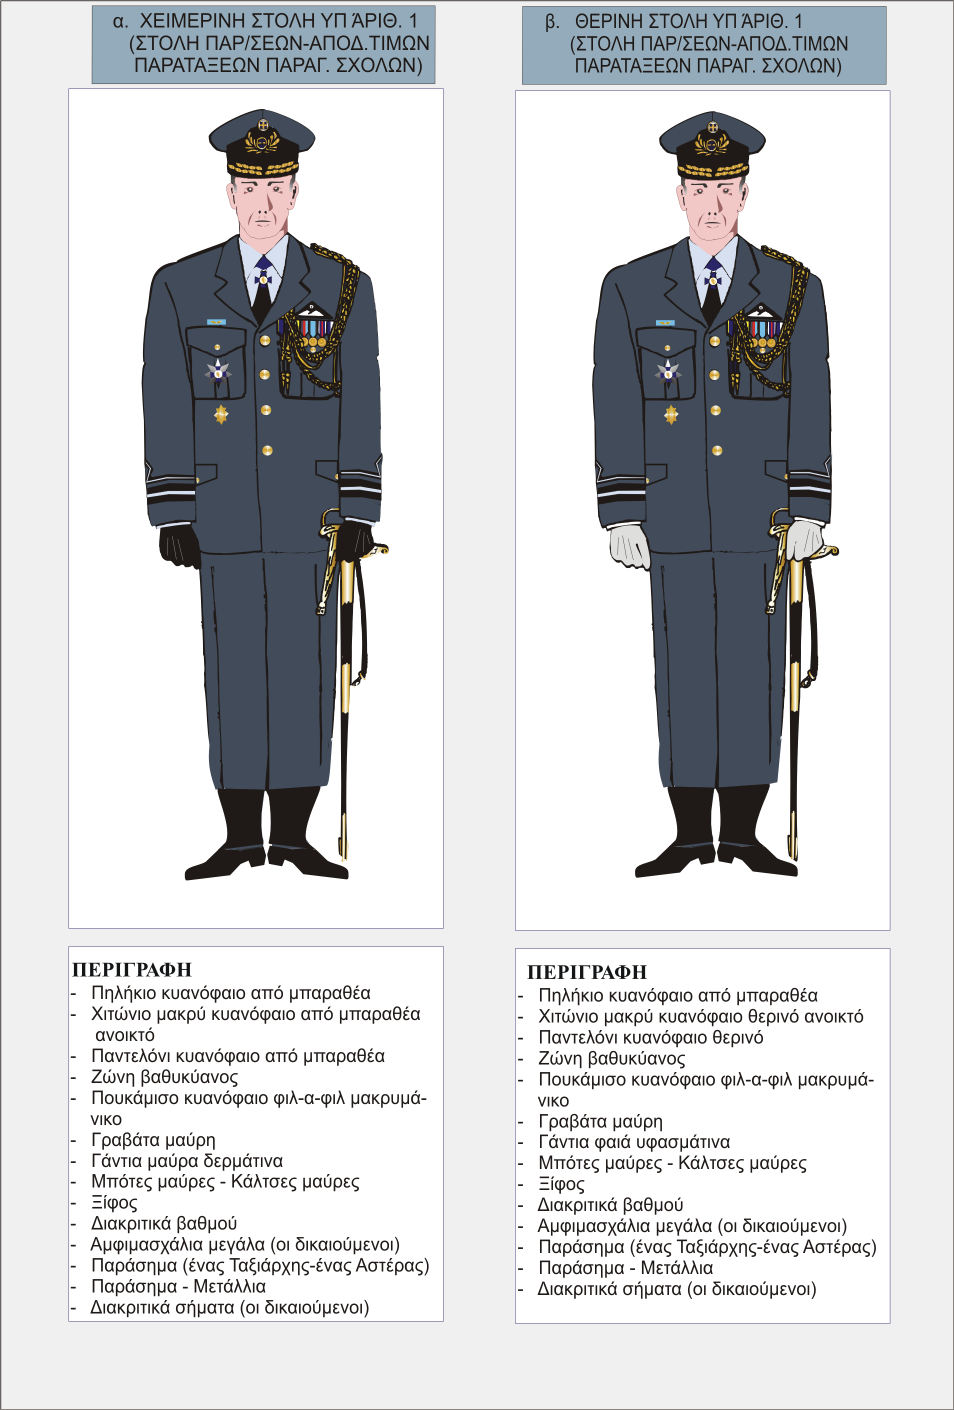 α. ΧΕΙΜΕΡΙΝΗ ΣΤΟΛΗ ΥΠ΄ΑΡΙΘ. 1
(ΣΤΟΛΗ ΠΑΡ/ΣΕΩΝ-ΑΠΟΔ.ΤΙΜΩΝ
ΠΑΡΑΤΑΞΕΩΝ ΠΑΡΑΓ. ΣΧΟΛΩΝ)
β. ΘΕΡΙΝΗ ΣΤΟΛΗ ΥΠ΄ΑΡΙΘ. 1
(ΣΤΟΛΗ ΠΑΡ/ΣΕΩΝ-ΑΠΟΔ.ΤΙΜΩΝ
ΠΑΡΑΤΑΞΕΩΝ ΠΑΡΑΓ. ΣΧΟΛΩΝ)
ΠΕΡΙΓΡΑΦΗ
- Πηλήκιο κυανόφαιο από μπαραθέα
- Χιτώνιο μακρύ κυανόφαιο από μπαραθέα
ανοικτό
- Παντελόνι κυανόφαιο από μπαραθέα
- Ζώνη βαθυκύανος
- Πουκάμισο κυανόφαιο φιλ-α-φιλ μακρυμά-
νικο
- Γραβάτα μαύρη
- Γάντια μαύρα δερμάτινα
- Μπότες μαύρες - Κάλτσες μαύρες
- Ξίφος
- Διακριτικά βαθμού
- Αμφιμασχάλια μεγάλα (οι δικαιούμενοι)
- Παράσημα (ένας Ταξιάρχης-ένας Αστέρας)
- Παράσημα - Μετάλλια
- Διακριτικά σήματα (οι δικαιούμενοι)
ΠΕΡΙΓΡΑΦΗ
- Πηλήκιο κυανόφαιο από μπαραθέα
- Χιτώνιο μακρύ κυανόφαιο θερινό ανοικτό
- Παντελόνι κυανόφαιο θερινό
- Ζώνη βαθυκύανος
- Πουκάμισο κυανόφαιο φιλ-α-φιλ μακρυμά-
νικο
- Γραβάτα μαύρη
- Γάντια φαιά υφασμάτινα
- Μπότες μαύρες - Κάλτσες μαύρες
- Ξίφος
- Διακριτικά βαθμού
- Αμφιμασχάλια μεγάλα (οι δικαιούμενοι)
- Παράσημα (ένας Ταξιάρχης-ένας Αστέρας)
- Παράσημα - Μετάλλια
- Διακριτικά σήματα (οι δικαιούμενοι)